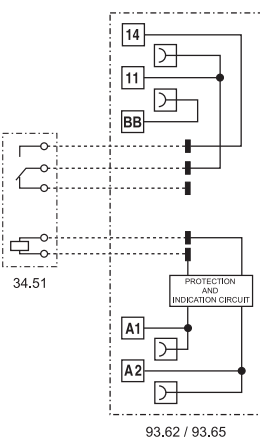 14
11
BB
34.51
PROTECTION
AND
INDICATION CIRCUIT
A1
A2
93.62 / 93.65